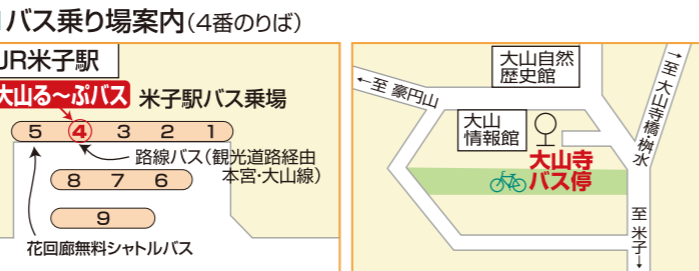 バス乗り場案内(4番のりば)
JR米子駅
大山る~ぷバス
米子駅バス乗場
5 4 3 2 1
路線バス(観光道路経由
本宮・大山線)
8 7 6
9
花回廊無料シャトルバス
大山自然
歴史館
←至 豪円山
→至 大山寺橋・桝水
大山
情報館
大山寺
バス停
至 米子→